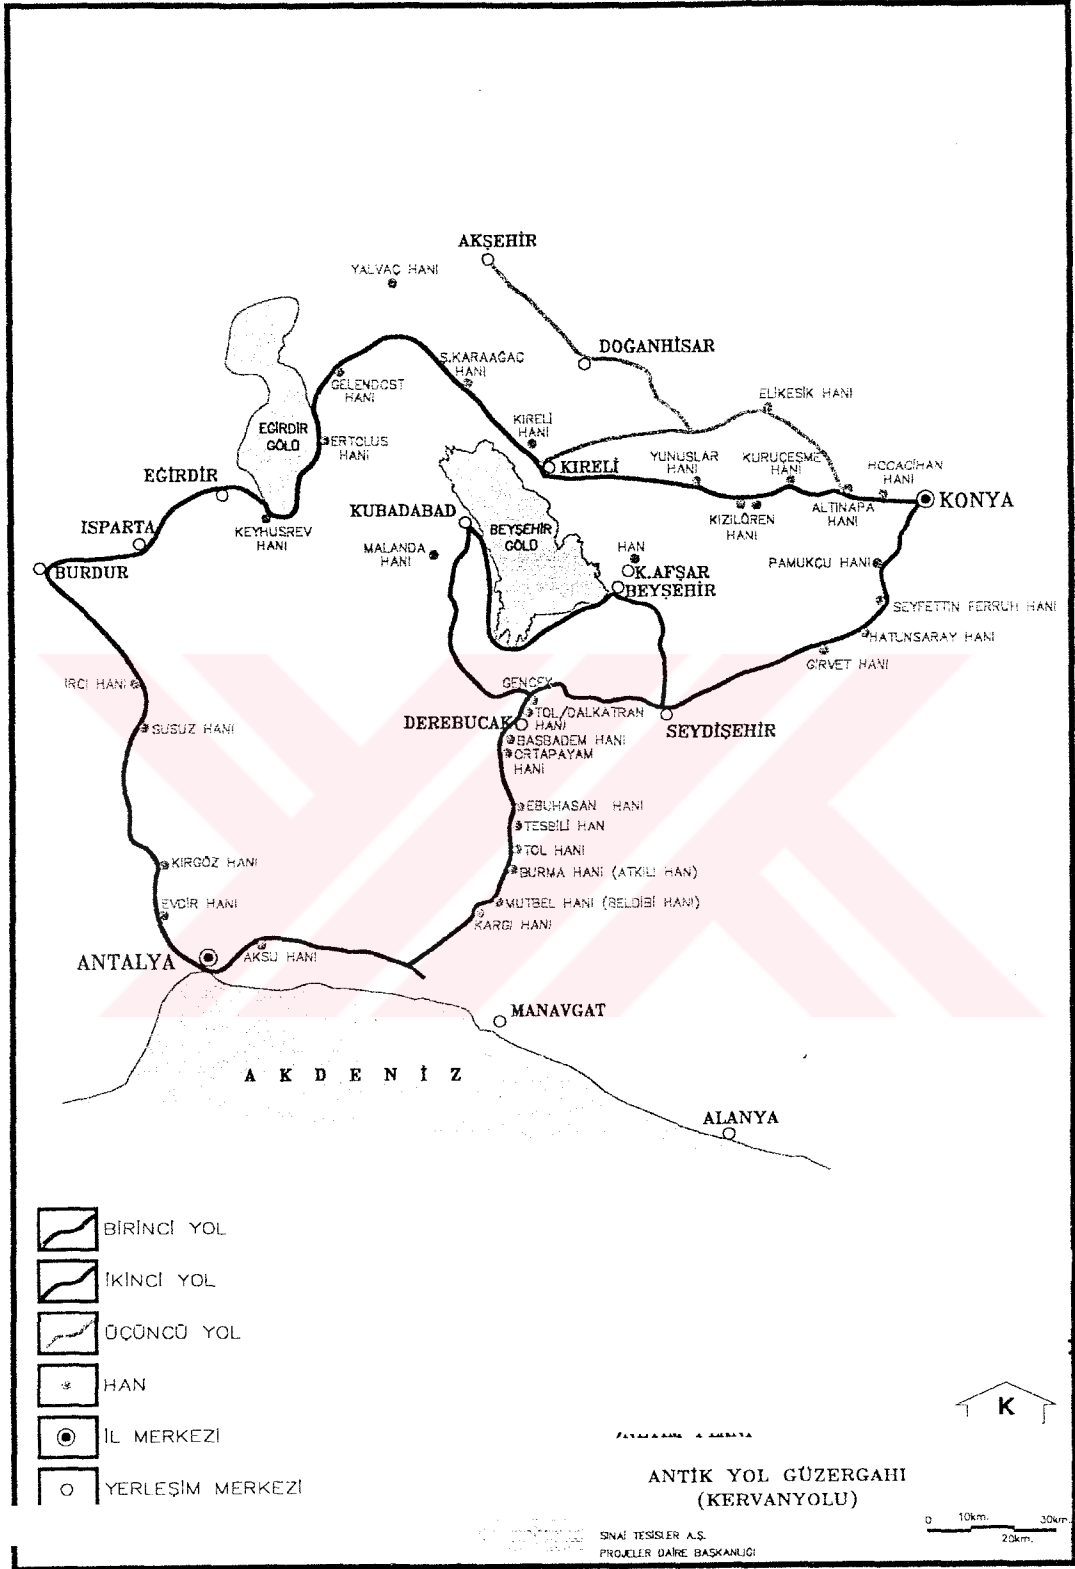 AKŞEHİR
YALVAÇ HANI
DOĞANHİSAR
S.KARAAĞAÇ
HANI
GELENDOST
HANI
ELİKESİK HANI
KIRELİ
HANI
EĞİRDİR
GÖLÜ
ERTOLUS
HANI
KIRELİ
YUNUSLAR
HANI
KURUÇEŞME
HANI
HOCACİHAN
HANI
EĞİRDİR
KONYA
KUBADABAD
KEYHUSREV
HANI
ALTINAPA
HANI
KIZILÖREN
HANI
ISPARTA
BEYŞEHİR
GÖLÜ
MALANDA
HANI
HAN
PAMUKÇU HANI
BURDUR
K.AFŞAR
BEYŞEHİR
SEYFETTİN FERRUH HANI
HATUNSARAY HANI
GİRVET HANI
IRCI HANI
GENCEK
TOL/DALKATRAN
HANI
DEREBUCAK
SUSUZ HANI
SEYDİŞEHİR
BAŞBADEM HANI
ORTAPAYAM
HANI
EBUHASAN HANI
TESBİLİ HAN
TOL HANI
KIRGÖZ HANI
BURMA HANI (ATKILI HAN)
EVDİR HANI
MUTBEL HANI (BELDİBİ HANI)
KARGI HANI
ANTALYA
AKSU HANI
MANAVGAT
A K D E N İ Z
ALANYA
BİRİNCİ YOL
İKİNCİ YOL
ÜÇÜNCÜ YOL
HAN
İL MERKEZİ
YERLEŞİM MERKEZİ
K
ANTİK YOL GÜZERGAHI
(KERVANYOLU)
0 10km. 30km.
20km.
SINAİ TESİSLER A.Ş.
PROJELER DAİRE BAŞKANLIĞI